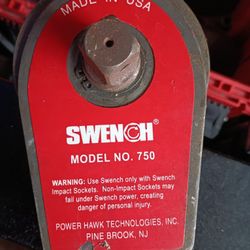 MADE IN USA
SWENCH
MODEL NO. 750
WARNING: Use Swench only with Swench
Impact Sockets. Non-Impact Sockets may
fail under Swench power, creating
danger of personal injury.
POWER HAWK TECHNOLOGIES, INC.
PINE BROOK, NJ